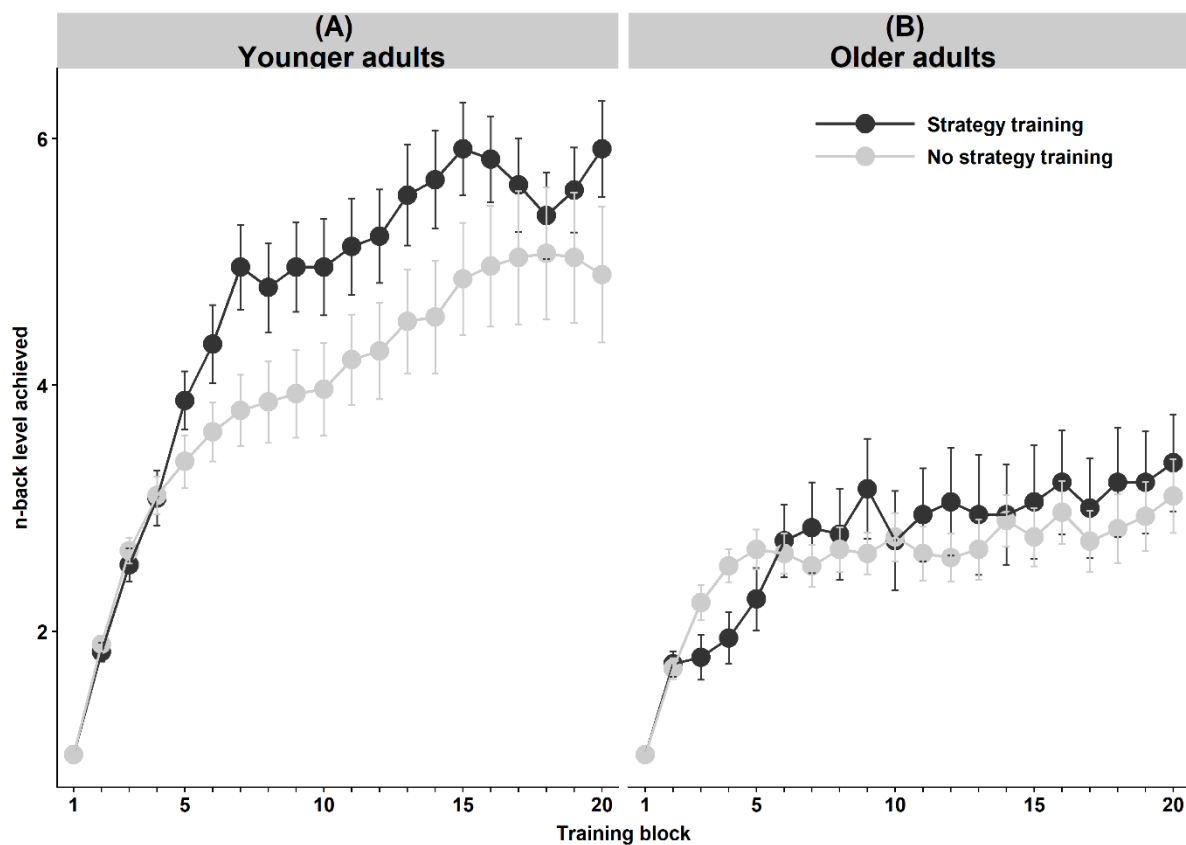 (A)
Younger adults
(B)
Older adults
Strategy training
No strategy training
n-back level achieved
6
4
2
1 5 10 15 20
1 5 10 15 20
Training block